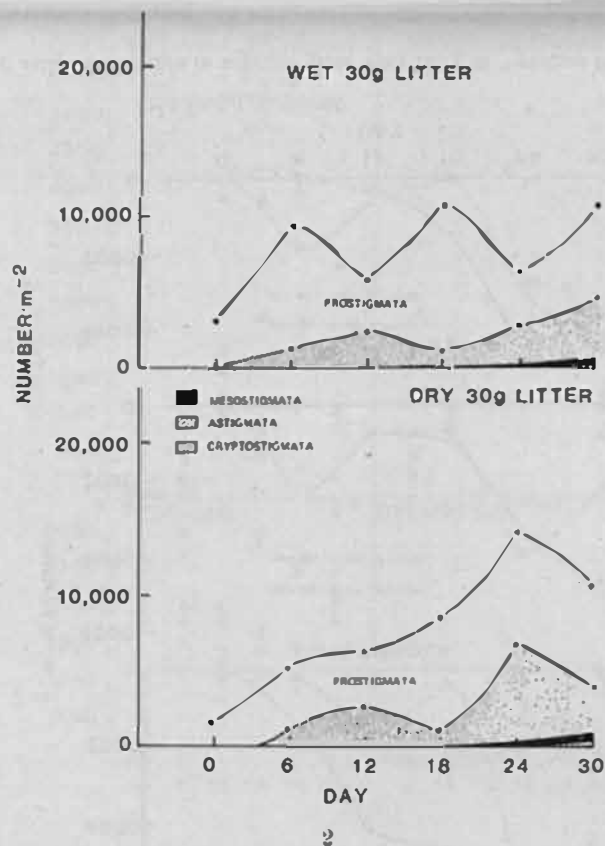 20,000
WET 30g LITTER
10,000
PROSTIGMATA
0
NUMBER·m⁻²
MESOSTIGMATA
DRY 30g LITTER
ASTIGMATA
20,000
CRYPTOSTIGMATA
10,000
PROSTIGMATA
0
0 6 12 18 24 30
DAY
2